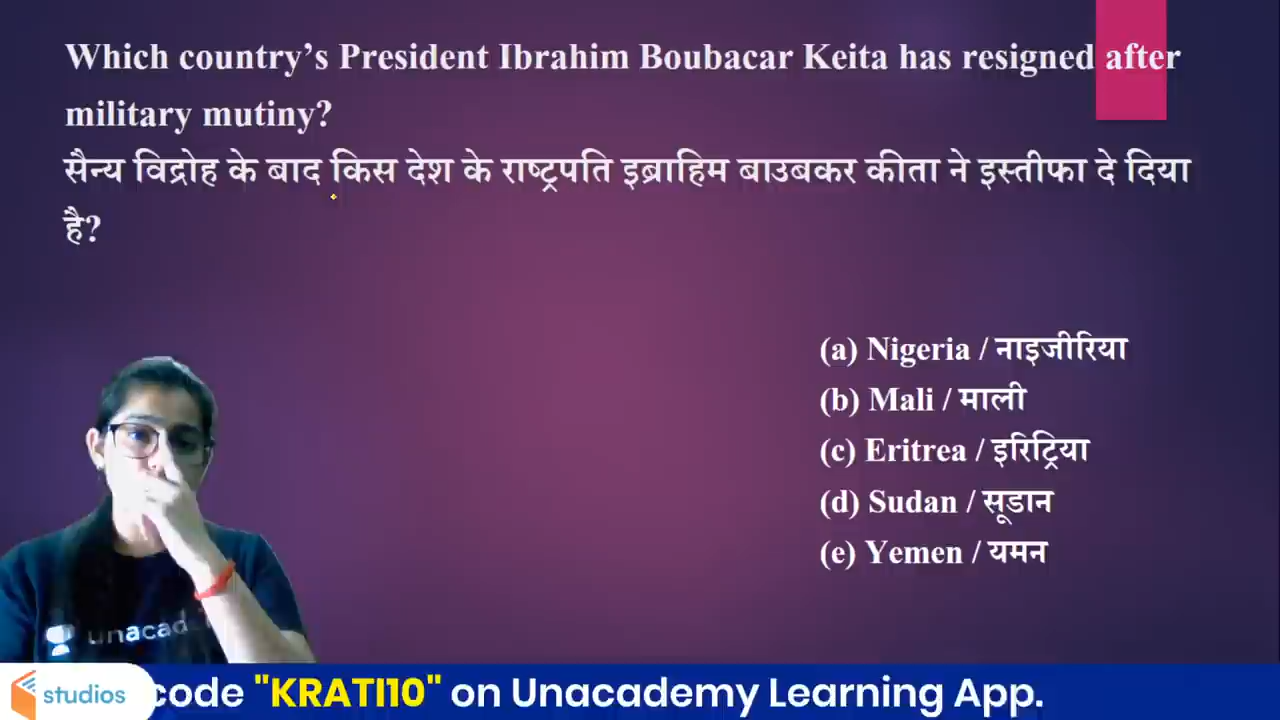 Which country's President Ibrahim Boubacar Keita has resigned after
military mutiny?
सैन्य विद्रोह के बाद किस देश के राष्ट्रपति इब्राहिम बाउबकर कीता ने इस्तीफा दे दिया
है?
(a) Nigeria / नाइजीरिया
(b) Mali / माली
(c) Eritrea / इरिट्रिया
(d) Sudan / सूडान
(e) Yemen / यमन
unacad
studios code "KRATI10" on Unacademy Learning App.